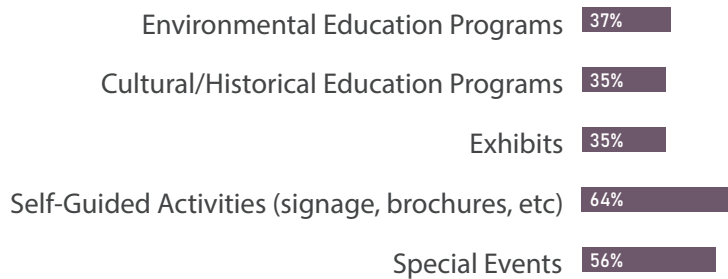 Environmental Education Programs 37%
Cultural/Historical Education Programs 35%
Exhibits 35%
Self-Guided Activities (signage, brochures, etc) 64%
Special Events 56%